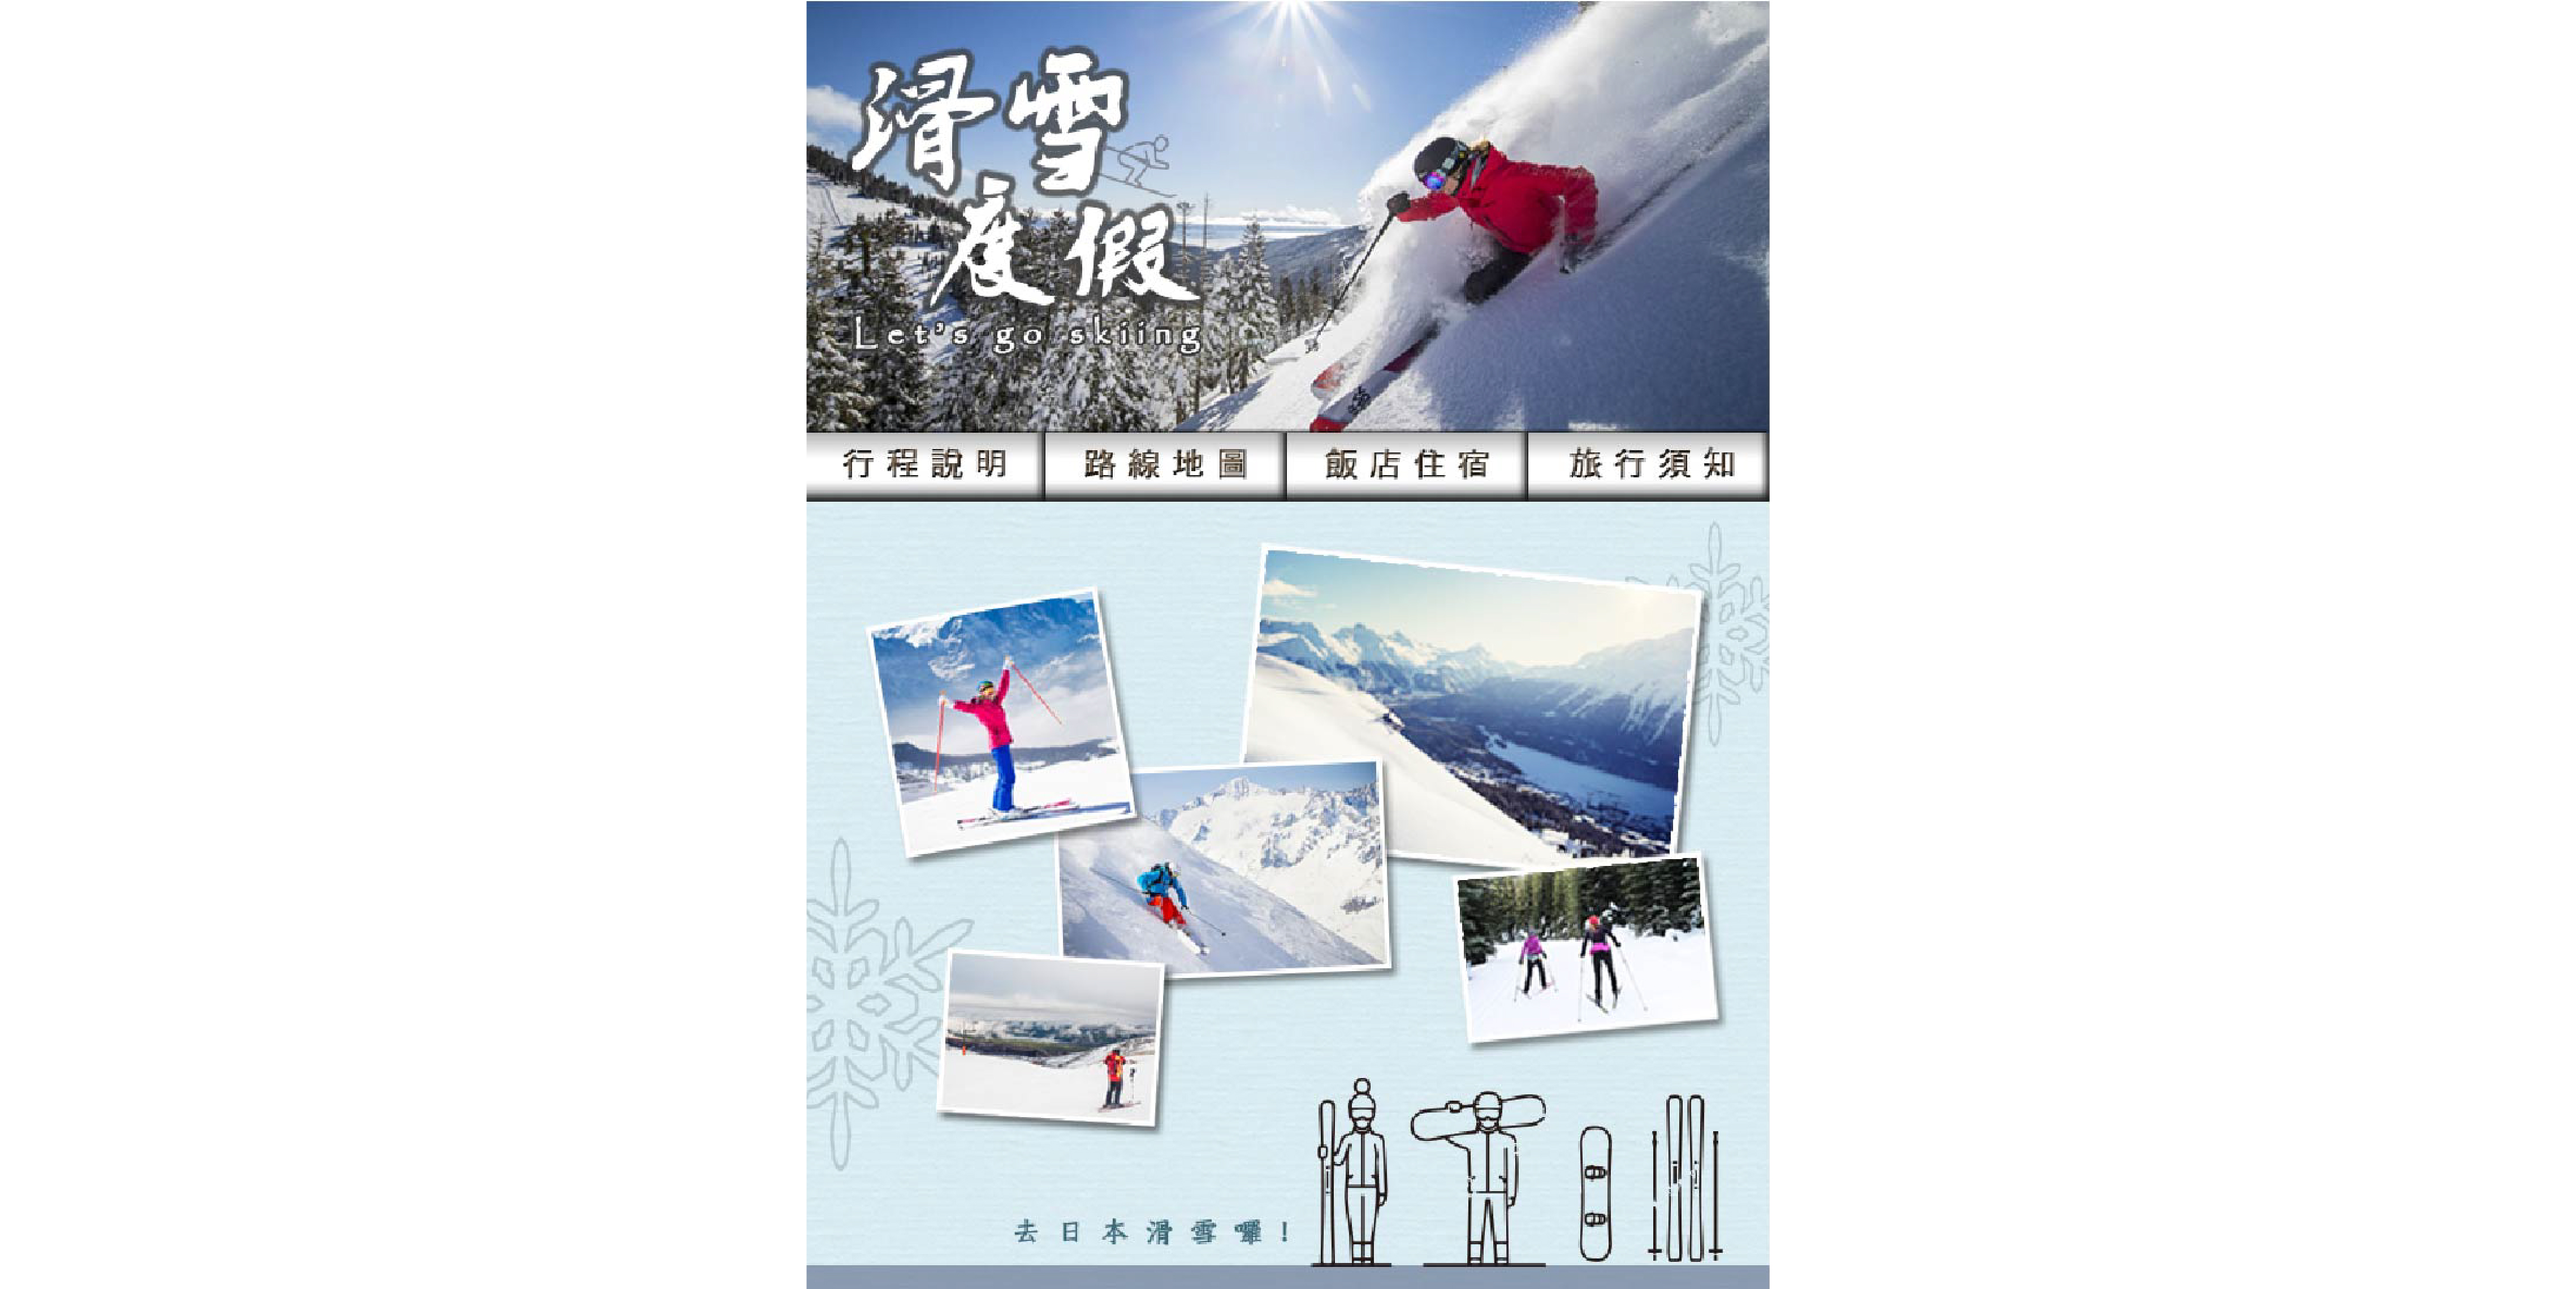 滑雪
度假
Let's go skiing
行程說明 路線地圖 飯店住宿 旅行須知
去日本滑雪囉！